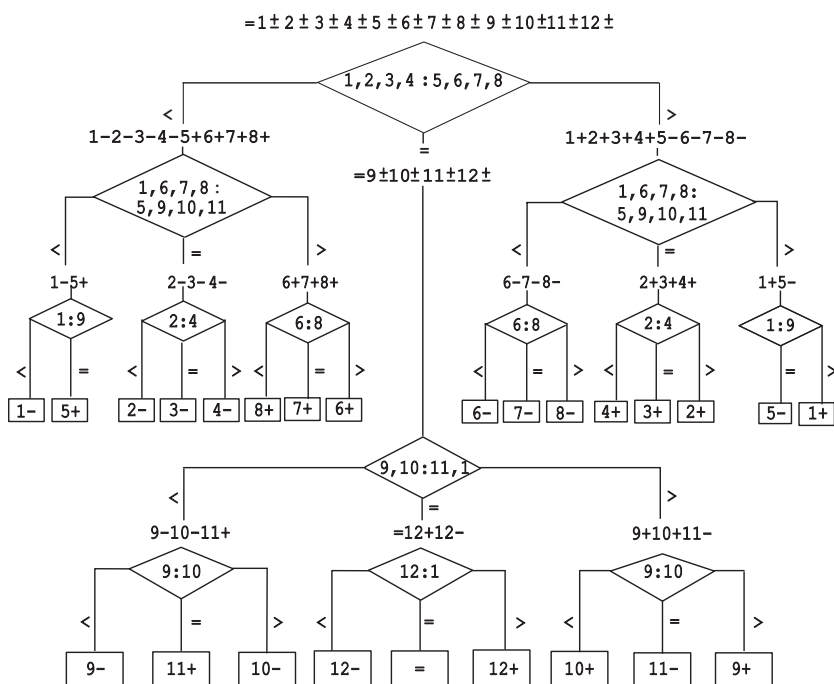 =1± 2 ± 3 ± 4 ± 5 ± 6± 7± 8 ± 9 ± 10±11±12±
1,2,3,4 :5,6,7,8
< >
1-2-3-4-5+6+7+8+ = 1+2+3+4+5-6-7-8-
=9±10±11±12±
1,6,7,8 : 1,6,7,8:
5,9,10,11 5,9,10,11
< = > < = >
1-5+ 2-3-4- 6+7+8+ 6-7-8- 2+3+4+ 1+5-
1:9 2:4 6:8 6:8 2:4 1:9
< = < = > < = > < = > < = > = >
1- 5+ 2- 3- 4- 8+ 7+ 6+ 6- 7- 8- 4+ 3+ 2+ 5- 1+
9,10:11,1
< = >
9-10-11+ =12+12- 9+10+11-
9:10 12:1 9:10
< = > < = > < = >
9- 11+ 10- 12- = 12+ 10+ 11- 9+